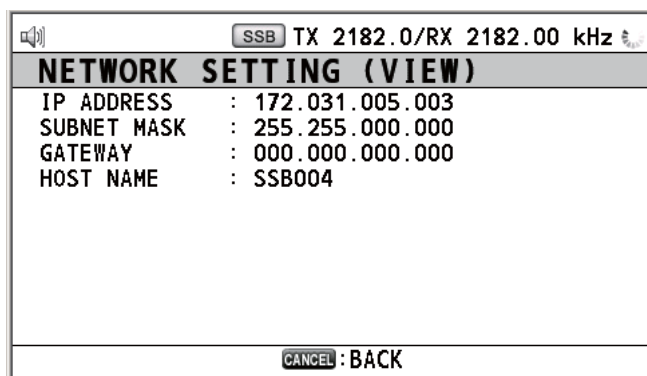 SSB TX 2182.0/RX 2182.00 kHz
NETWORK SETTING (VIEW)
IP ADDRESS : 172.031.005.003
SUBNET MASK : 255.255.000.000
GATEWAY : 000.000.000.000
HOST NAME : SSB004
CANCEL : BACK